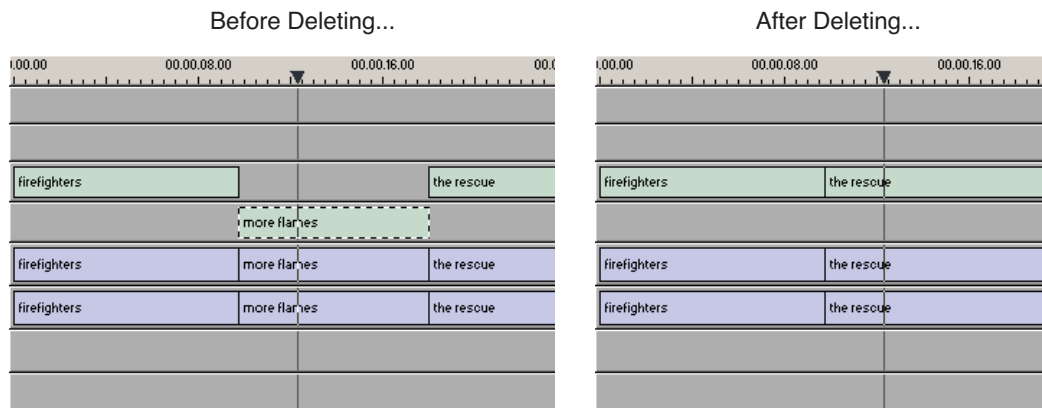 Before Deleting...
After Deleting...
:00.00 00.00.08.00 00.00.16.00 00.0
:00.00 00.00.08.00 00.00.16.00
firefighters the rescue
more flames
firefighters more flames the rescue
firefighters more flames the rescue
firefighters the rescue
firefighters the rescue
firefighters the rescue